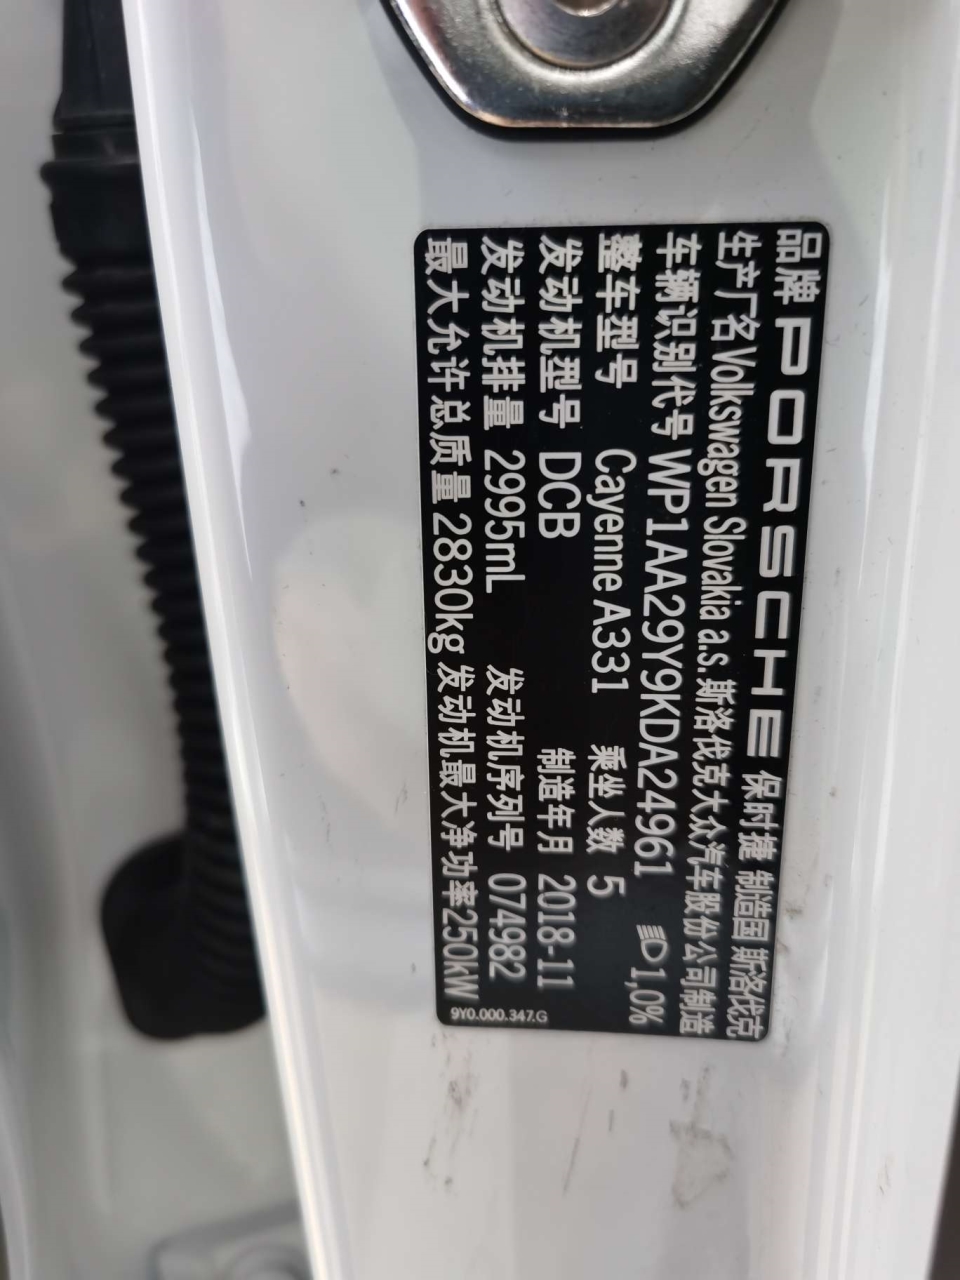 品牌 PORSCHE 保时捷 制造国 斯洛伐克
生产厂名 Volkswagen Slovakia a.s. 斯洛伐克大众汽车股份公司制造
车辆识别代号 WP1AA29Y9KDA24961 1,0%
整车型号 Cayenne A331 乘坐人数 5
发动机型号 DCB 制造年月 2018-11
发动机排量 2995mL 发动机序列号 074982
最大允许总质量 2830kg 发动机最大净功率250kW
9Y0.000.347.G